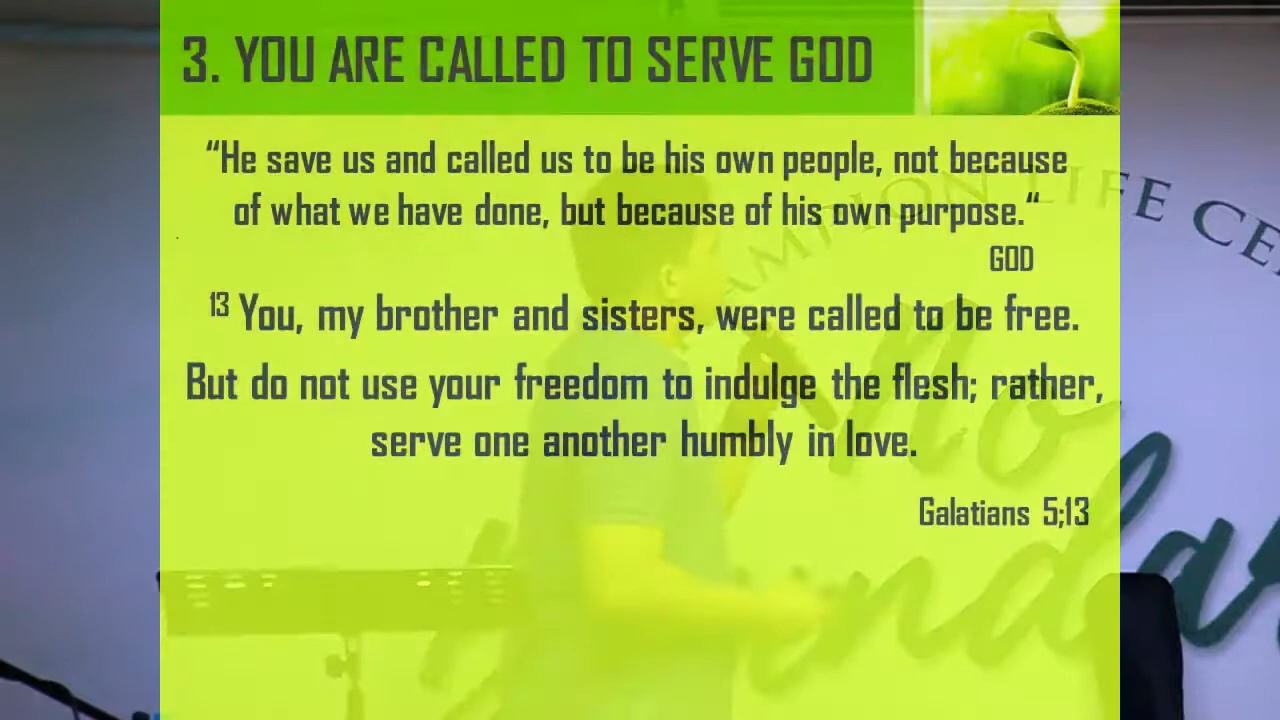 3. YOU ARE CALLED TO SERVE GOD
“He save us and called us to be his own people, not because
of what we have done, but because of his own purpose.“
GOD
13 You, my brother and sisters, were called to be free.
But do not use your freedom to indulge the flesh; rather,
serve one another humbly in love.
Galatians 5;13
AMPION LIFE CE